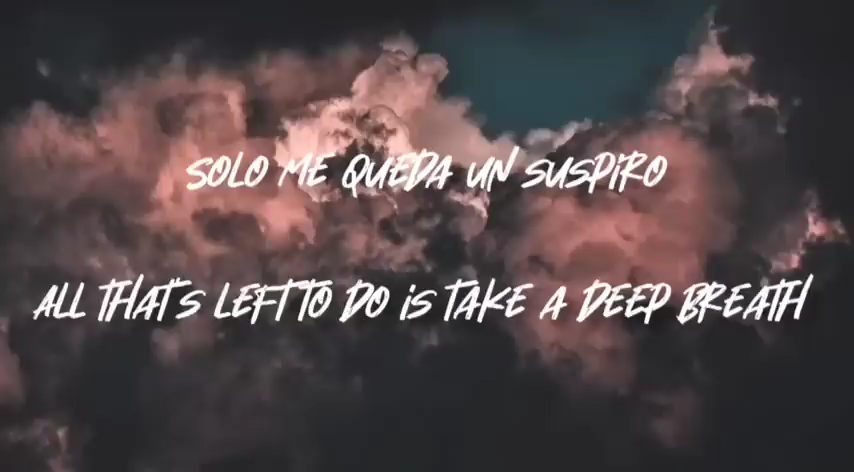 SOLO ME QUEDA UN SUSPIRO
ALL THAT'S LEFT TO DO IS TAKE A DEEP BREATH